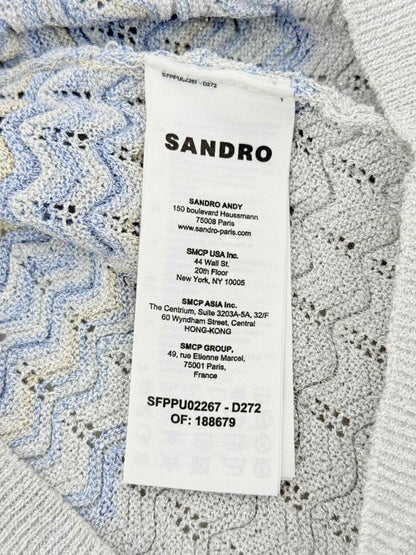 SFPPU02267 - D272
1
SANDRO
SANDRO ANDY
150 boulevard Haussmann
75008 Paris
www.sandro-paris.com
SMCP USA Inc.
44 Wall St.
20th Floor
New York, NY 10005
SMCP ASIA Inc.
The Centrium, Suite 3203A-5A, 32/F
60 Wyndham Street, Central
HONG-KONG
SMCP GROUP,
49, rue Etienne Marcel,
75001 Paris,
France
SFPPU02267 - D272
OF: 188679